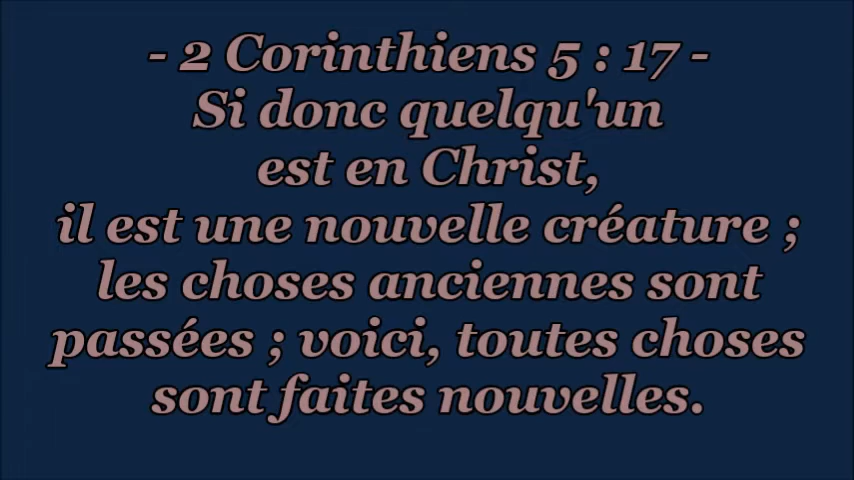 - 2 Corinthiens 5 : 17 -
Si donc quelqu'un
est en Christ,
il est une nouvelle créature ;
les choses anciennes sont
passées ; voici, toutes choses
sont faites nouvelles.